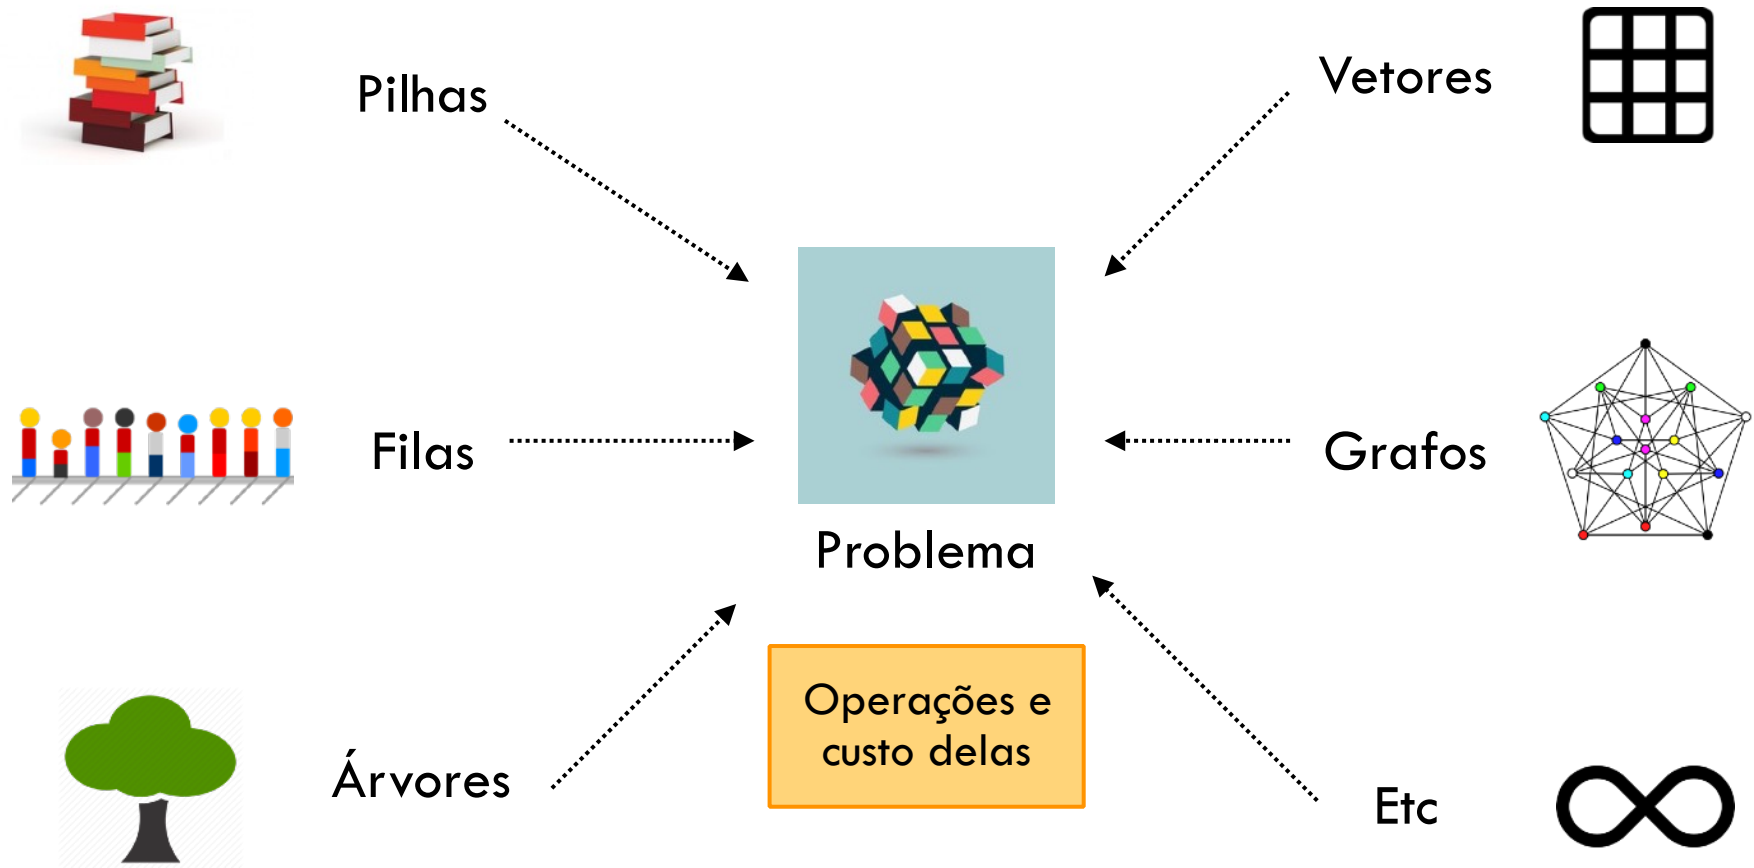 Pilhas
Vetores
Filas
Grafos
Problema
Operações e
custo delas
Árvores
Etc